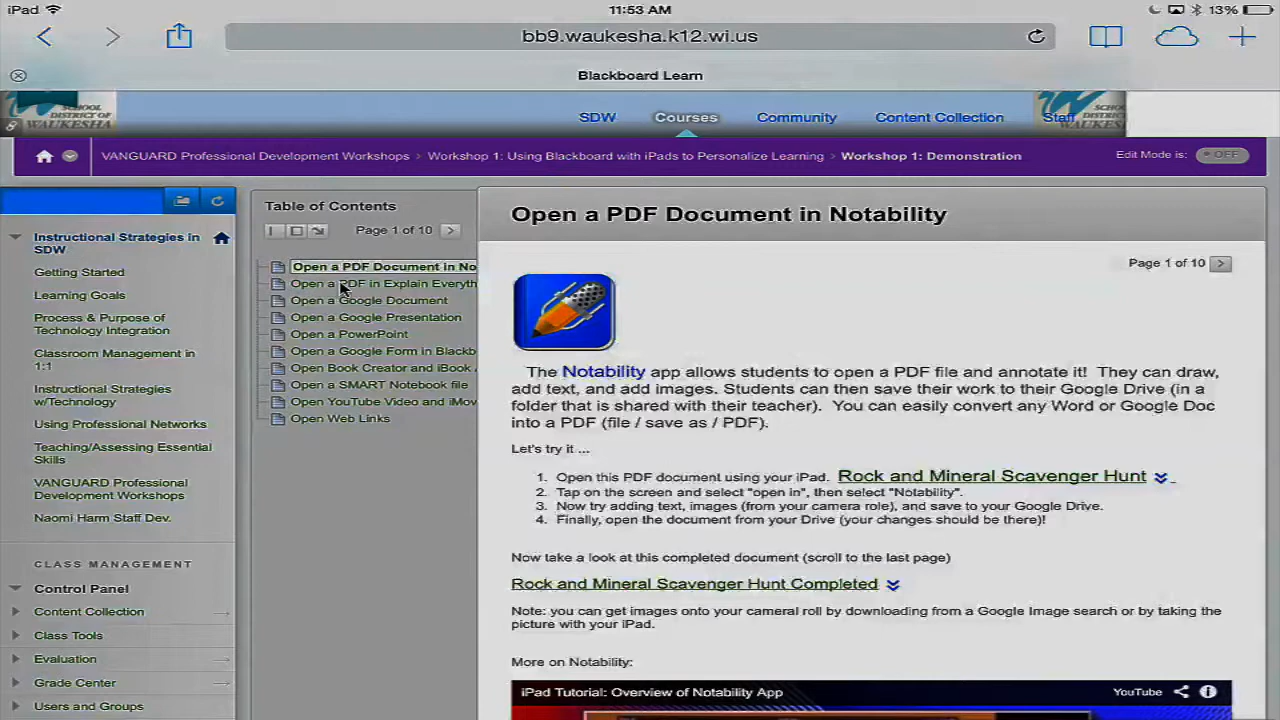 iPad
11:53 AM
13%
bb9.waukesha.k12.wi.us
Blackboard Learn
SCHOOL
DISTRICT OF
WAUKESHA
SDW
Courses
Community
Content Collection
Staff
VANGUARD Professional Development Workshops
Workshop 1: Using Blackboard with iPads to Personalize Learning
Workshop 1: Demonstration
Edit Mode is:
OFF
Instructional Strategies in
SDW
Getting Started
Learning Goals
Process & Purpose of
Technology Integration
Classroom Management in
1:1
Instructional Strategies
w/Technology
Using Professional Networks
Teaching/Assessing Essential
Skills
VANGUARD Professional
Development Workshops
Naomi Harm Staff Dev.
CLASS MANAGEMENT
Control Panel
Content Collection
Class Tools
Evaluation
Grade Center
Users and Groups
Table of Contents
Page 1 of 10
Open a PDF Document in No
Open a PDF in Explain Everyth
Open a Google Document
Open a Google Presentation
Open a PowerPoint
Open a Google Form in Blackb
Open Book Creator and iBook
Open a SMART Notebook file
Open YouTube Video and iMov
Open Web Links
Open a PDF Document in Notability
Page 1 of 10
The Notability app allows students to open a PDF file and annotate it! They can draw,
add text, and add images. Students can then save their work to their Google Drive (in a
folder that is shared with their teacher). You can easily convert any Word or Google Doc
into a PDF (file / save as / PDF).
Let's try it ...
1. Open this PDF document using your iPad. Rock and Mineral Scavenger Hunt
2. Tap on the screen and select "open in", then select "Notability".
3. Now try adding text, images (from your camera role), and save to your Google Drive.
4. Finally, open the document from your Drive (your changes should be there)!
Now take a look at this completed document (scroll to the last page)
Rock and Mineral Scavenger Hunt Completed
Note: you can get images onto your cameral roll by downloading from a Google Image search or by taking the
picture with your iPad.
More on Notability:
iPad Tutorial: Overview of Notability App
YouTube